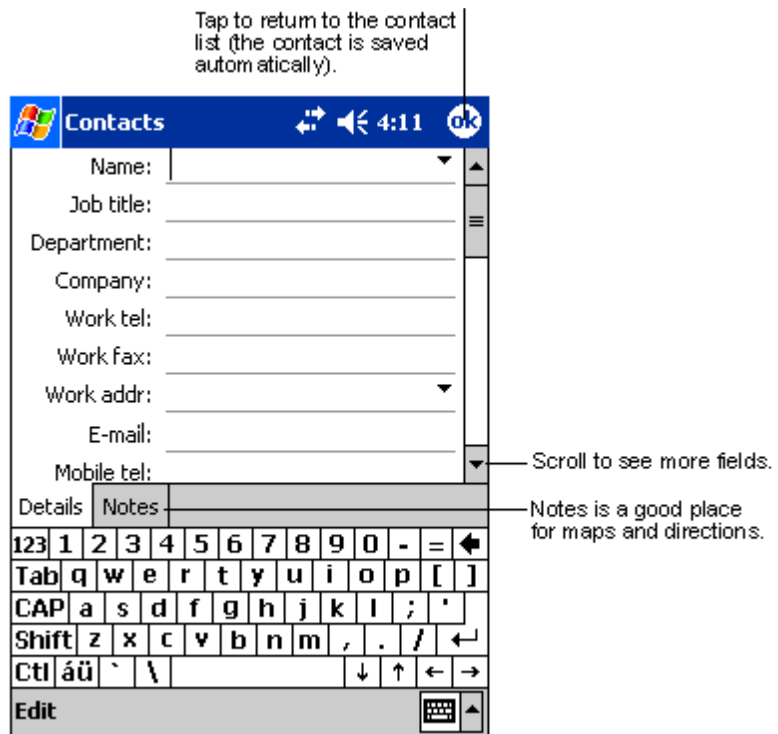 Tap to return to the contact
list (the contact is saved
automatically).
Contacts 4:11 ok
Name:
Job title:
Department:
Company:
Work tel:
Work fax:
Work addr:
E-mail:
Mobile tel:
Scroll to see more fields.
Details Notes
Notes is a good place
for maps and directions.
123 1 2 3 4 5 6 7 8 9 0 - =
Tab q w e r t y u i o p [ ]
CAP a s d f g h j k l ; '
Shift z x c v b n m , . /
Ctl áü ` \
Edit